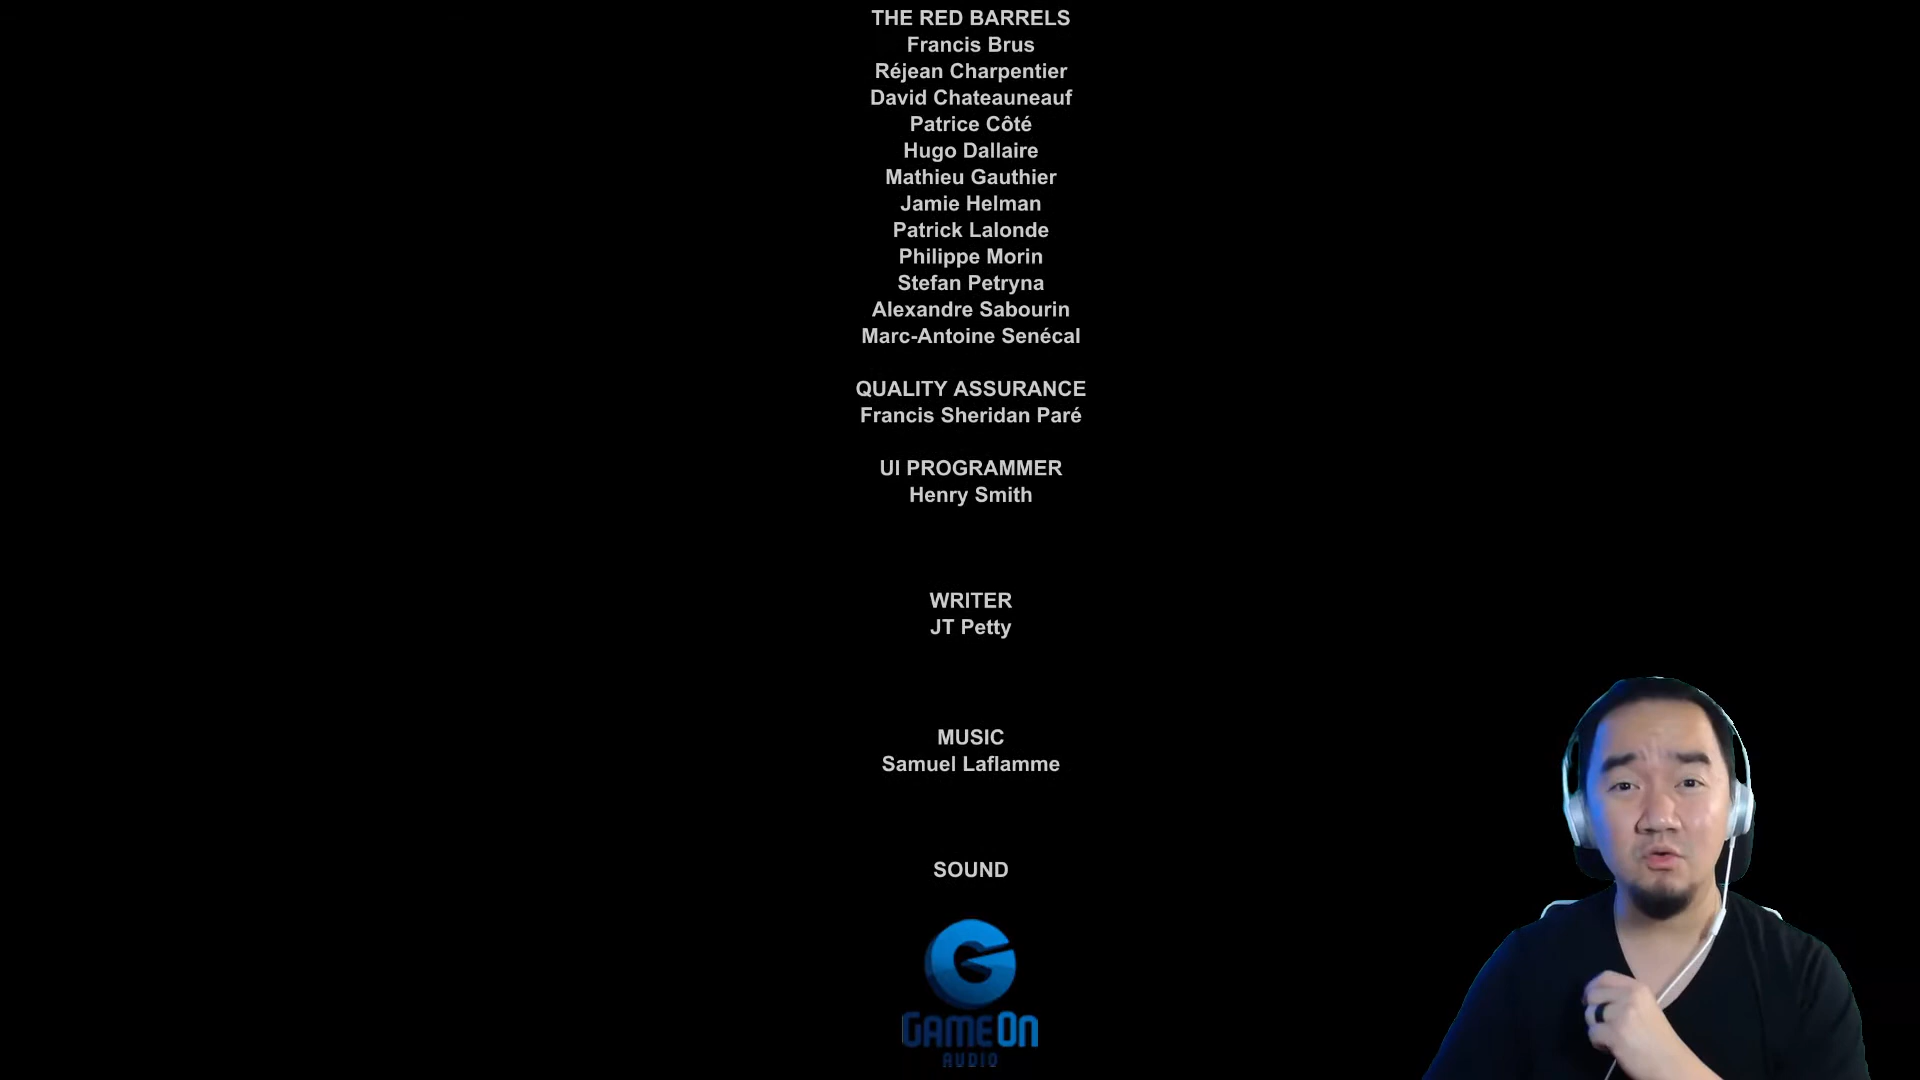 THE RED BARRELS
Francis Brus
Réjean Charpentier
David Chateauneuf
Patrice Côté
Hugo Dallaire
Mathieu Gauthier
Jamie Helman
Patrick Lalonde
Philippe Morin
Stefan Petryna
Alexandre Sabourin
Marc-Antoine Senécal
QUALITY ASSURANCE
Francis Sheridan Paré
UI PROGRAMMER
Henry Smith
WRITER
JT Petty
MUSIC
Samuel Laflamme
SOUND
G
GAMEON
AUDIO